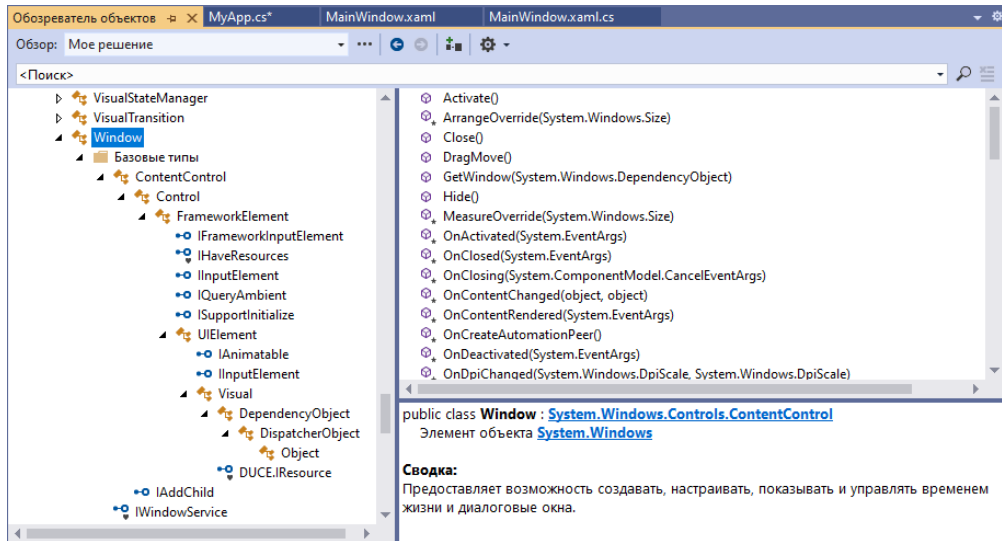 Обозреватель объектов MyApp.cs* MainWindow.xaml MainWindow.xaml.cs
Обзор: Мое решение
<Поиск>
VisualStateManager
VisualTransition
Window
Базовые типы
ContentControl
Control
FrameworkElement
IFrameworkInputElement
IHaveResources
IInputElement
IQueryAmbient
ISupportInitialize
UIElement
IAnimatable
IInputElement
Visual
DependencyObject
DispatcherObject
Object
DUCE.IResource
IAddChild
IWindowService
Activate()
ArrangeOverride(System.Windows.Size)
Close()
DragMove()
GetWindow(System.Windows.DependencyObject)
Hide()
MeasureOverride(System.Windows.Size)
OnActivated(System.EventArgs)
OnClosed(System.EventArgs)
OnClosing(System.ComponentModel.CancelEventArgs)
OnContentChanged(object, object)
OnContentRendered(System.EventArgs)
OnCreateAutomationPeer()
OnDeactivated(System.EventArgs)
OnDpiChanged(System.Windows.DpiScale, System.Windows.DpiScale)
public class Window : System.Windows.Controls.ContentControl
Элемент объекта System.Windows
Сводка:
Предоставляет возможность создавать, настраивать, показывать и управлять временем
жизни и диалоговые окна.